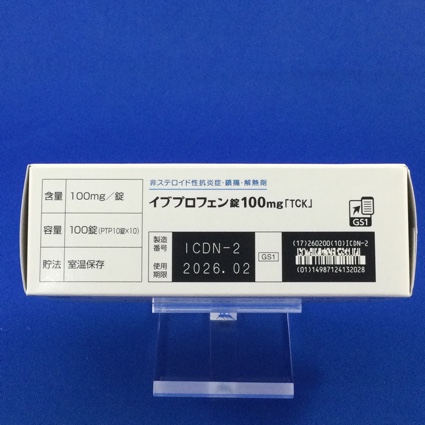 含量 100mg/錠
容量 100錠(PTP10錠×10)
貯法 室温保存
非ステロイド性抗炎症・鎮痛・解熱剤
イブプロフェン錠100mg「TCK」
GS1
製造番号 ICDN-2
使用期限 2026.02
GS1
(17)260200(10)ICDN-2
(01)14987124132028